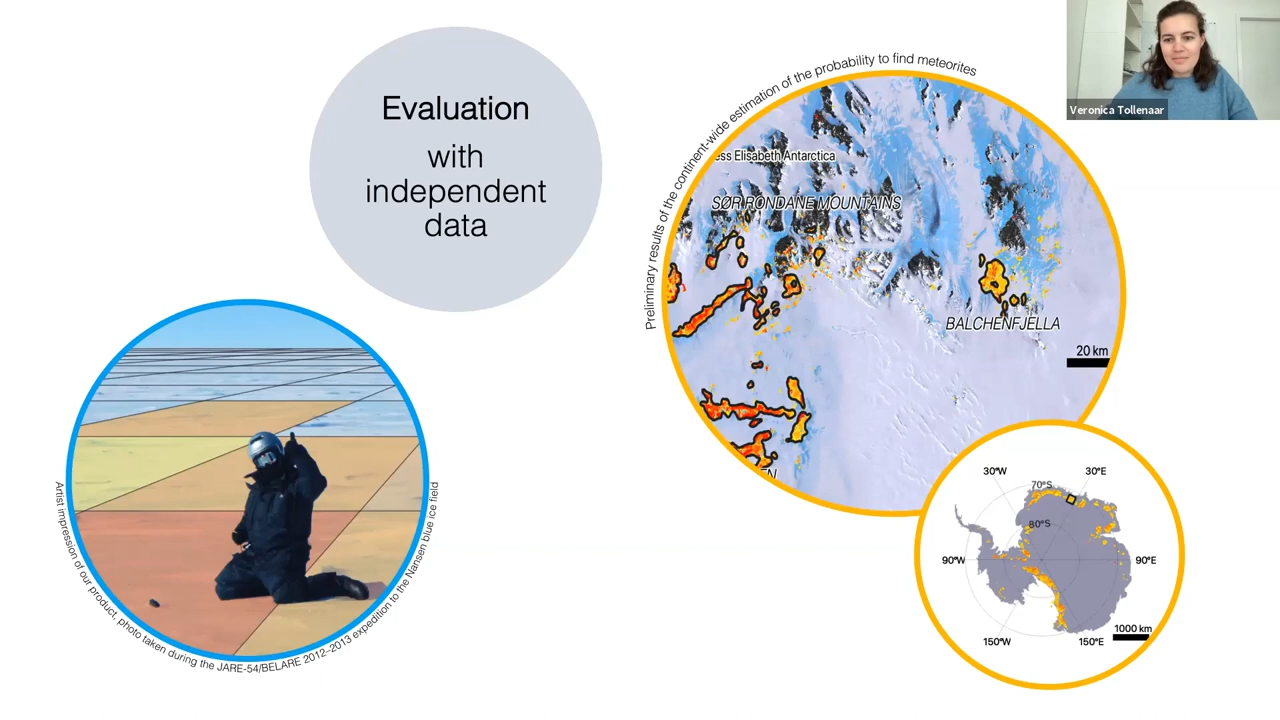 Evaluation
with
independent
data
Veronica Tollenaar
Preliminary results of the continent-wide estimation of the probability to find meteorites
ess Elisabeth Antarctica
SØR RONDANE MOUNTAINS
BALCHENFJELLA
20 km
EN
Artist impression of our product, photo taken during the JARE-54/BELARE 2012-2013 expedition to the Nansen blue ice field
30°W
30°E
70°S
80°S
90°W
90°E
150°W
150°E
1000 km